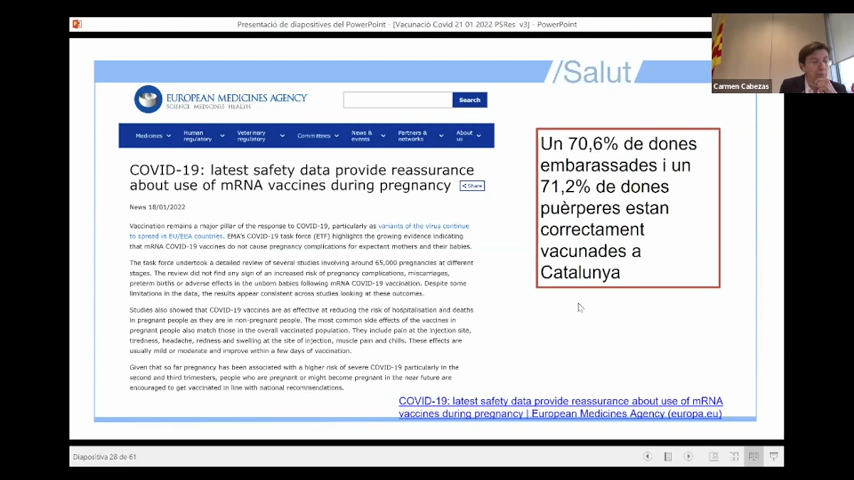 Presentació de diapositives del PowerPoint - [Vacunació Covid 21 01 2022 PSRes_v3] - PowerPoint
/Salut
Carmen Cabezas
EUROPEAN MEDICINES AGENCY
SCIENCE MEDICINES HEALTH
Search
Medicines
Human regulatory
Veterinary regulatory
Committees
News & events
Partners & networks
About us
COVID-19: latest safety data provide reassurance
about use of mRNA vaccines during pregnancy
Share
News 18/01/2022
Vaccination remains a major pillar of the response to COVID-19, particularly as variants of the virus continue
to spread in EU/EEA countries. EMA's COVID-19 task force (ETF) highlights the growing evidence indicating
that mRNA COVID-19 vaccines do not cause pregnancy complications for expectant mothers and their babies.
The task force undertook a detailed review of several studies involving around 65,000 pregnancies at different
stages. The review did not find any sign of an increased risk of pregnancy complications, miscarriages,
preterm births or adverse effects in the unborn babies following mRNA COVID-19 vaccination. Despite some
limitations in the data, the results appear consistent across studies looking at these outcomes.
Studies also showed that COVID-19 vaccines are as effective at reducing the risk of hospitalisation and deaths
in pregnant people as they are in non-pregnant people. The most common side effects of the vaccines in
pregnant people also match those in the overall vaccinated population. They include pain at the injection site,
tiredness, headache, redness and swelling at the site of injection, muscle pain and chills. These effects are
usually mild or moderate and improve within a few days of vaccination.
Given that so far pregnancy has been associated with a higher risk of severe COVID-19 particularly in the
second and third trimesters, people who are pregnant or might become pregnant in the near future are
encouraged to get vaccinated in line with national recommendations.
Un 70,6% de dones
embarassades i un
71,2% de dones
puèrperes estan
correctament
vacunades a
Catalunya
COVID-19: latest safety data provide reassurance about use of mRNA
vaccines during pregnancy | European Medicines Agency (europa.eu)
Diapositiva 28 de 61